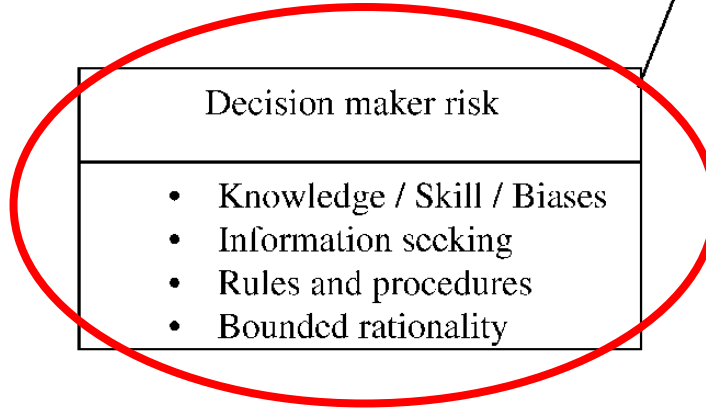 Decision maker risk
• Knowledge / Skill / Biases
• Information seeking
• Rules and procedures
• Bounded rationality